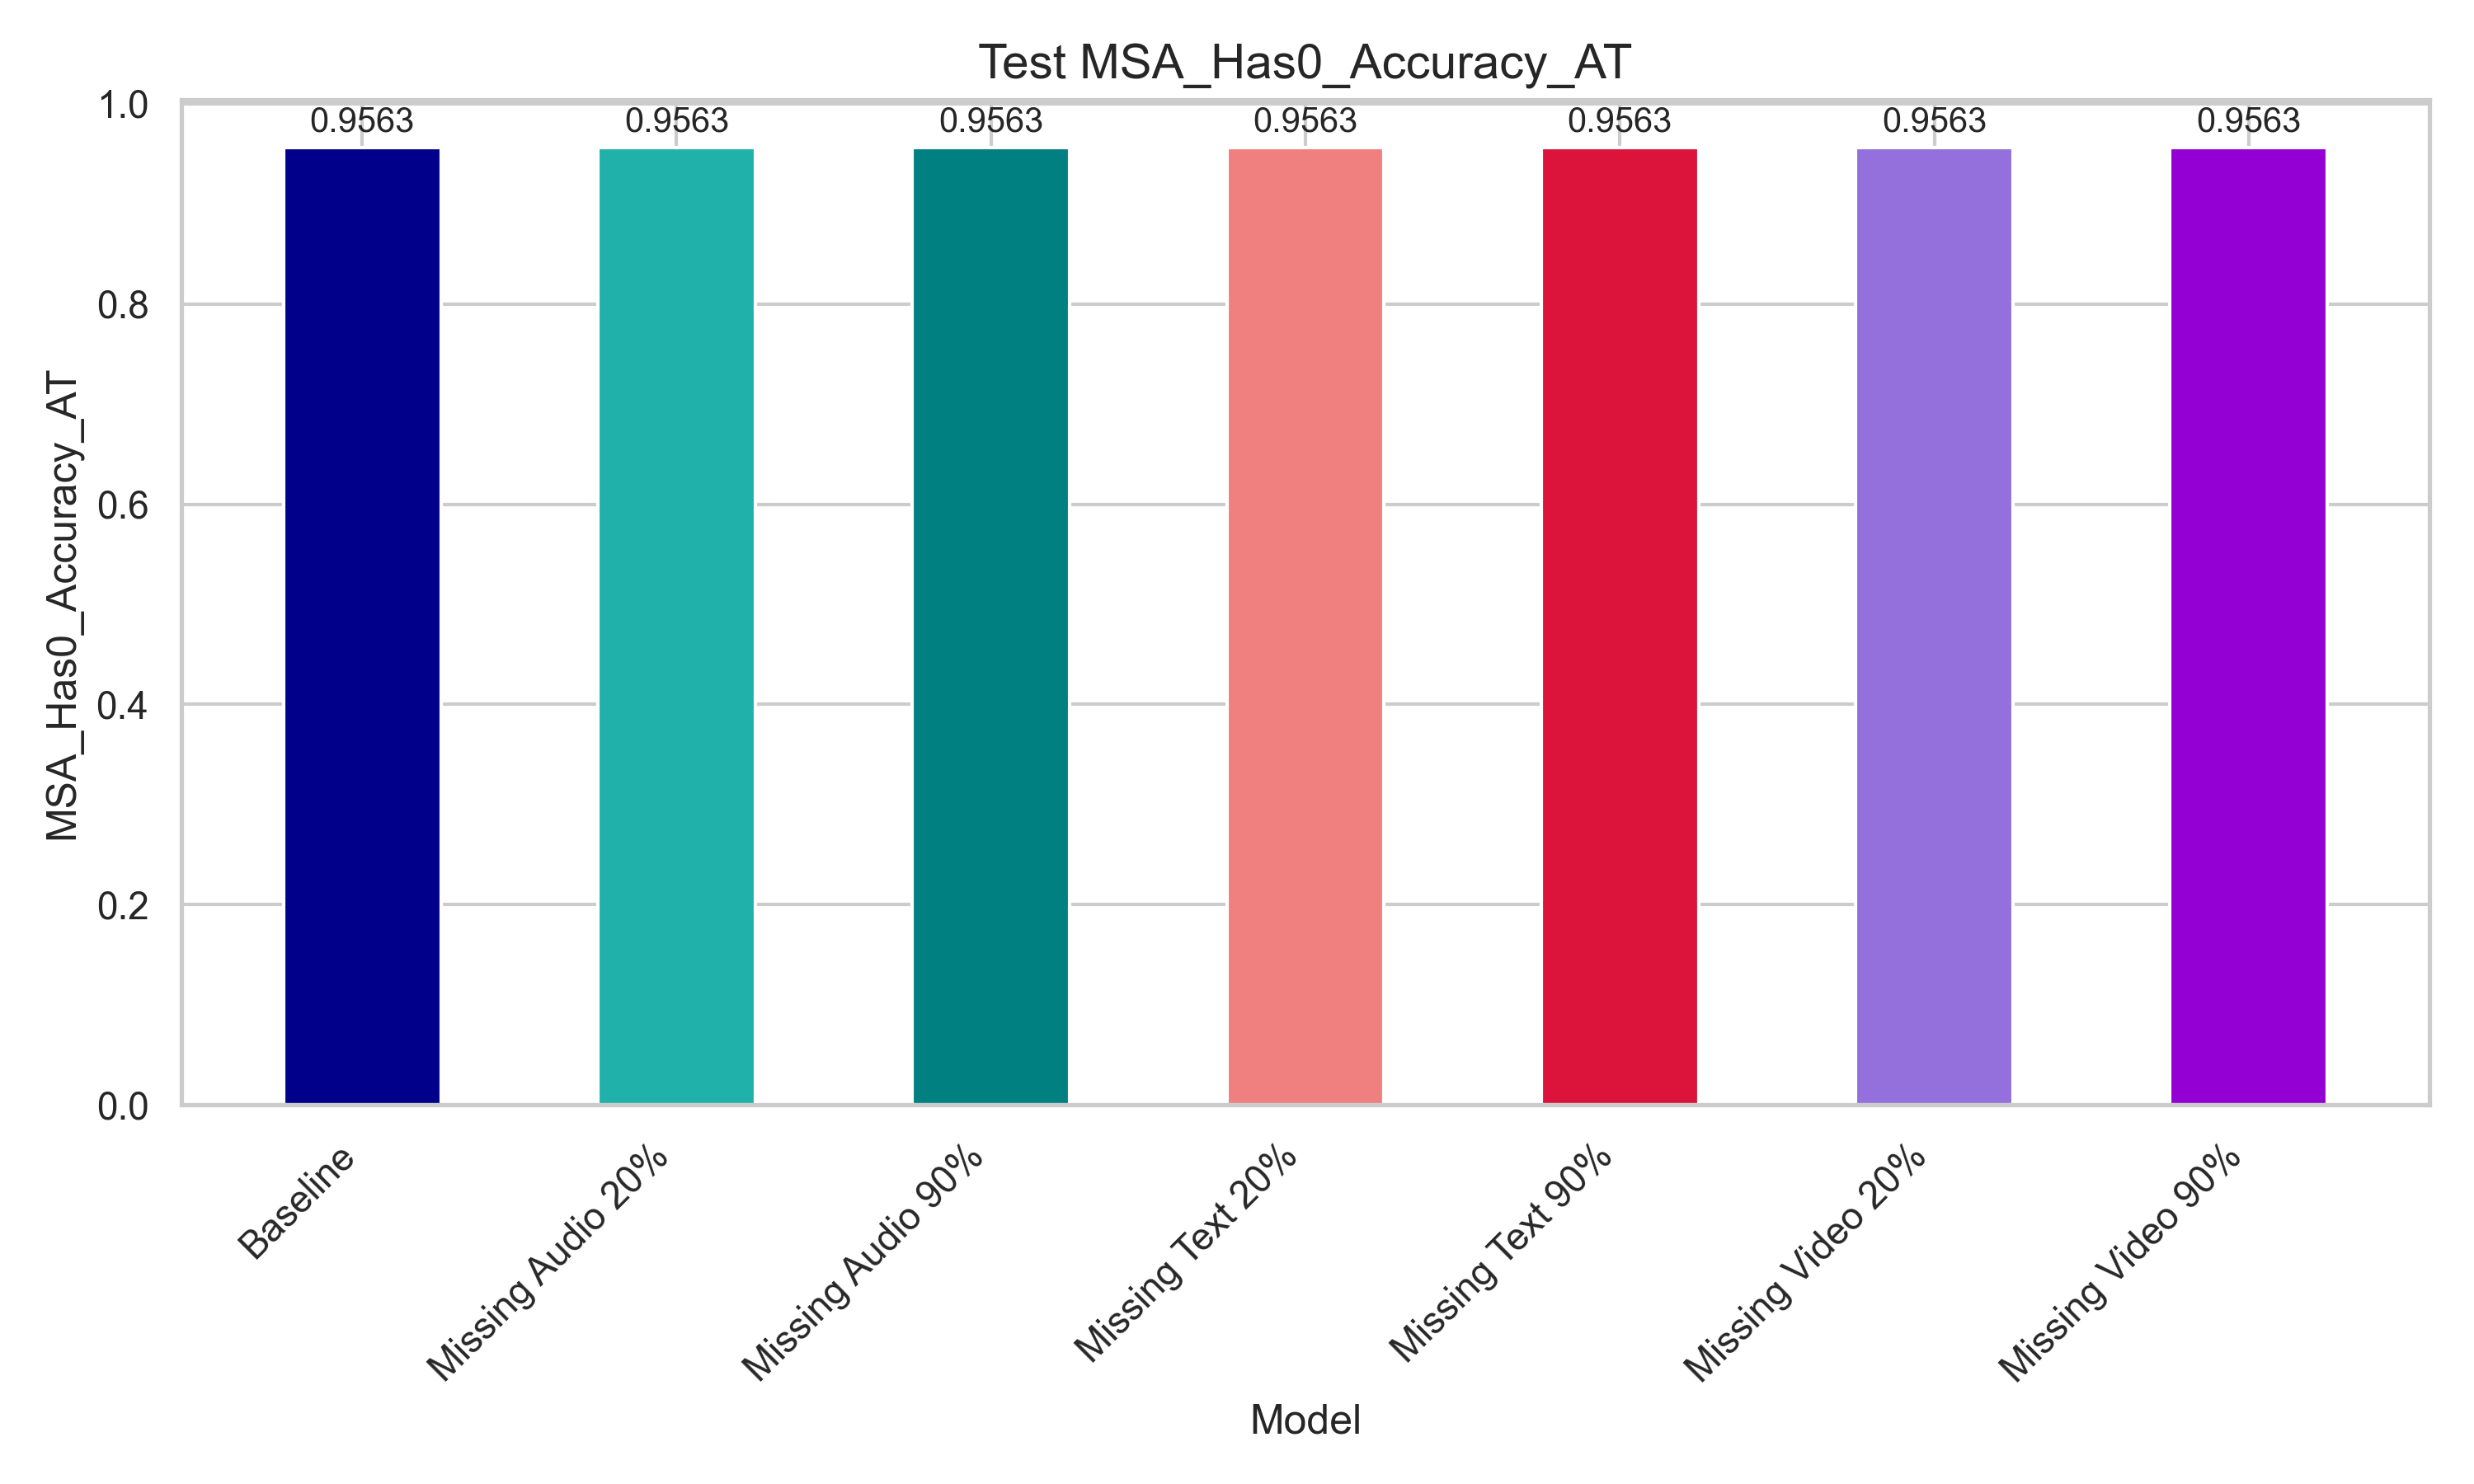 Test MSA_Has0_Accuracy_AT
MSA_Has0_Accuracy_AT
1.0
0.8
0.6
0.4
0.2
0.0
0.9563
0.9563
0.9563
0.9563
0.9563
0.9563
0.9563
Baseline
Missing Audio 20%
Missing Audio 90%
Missing Text 20%
Missing Text 90%
Missing Video 20%
Missing Video 90%
Model